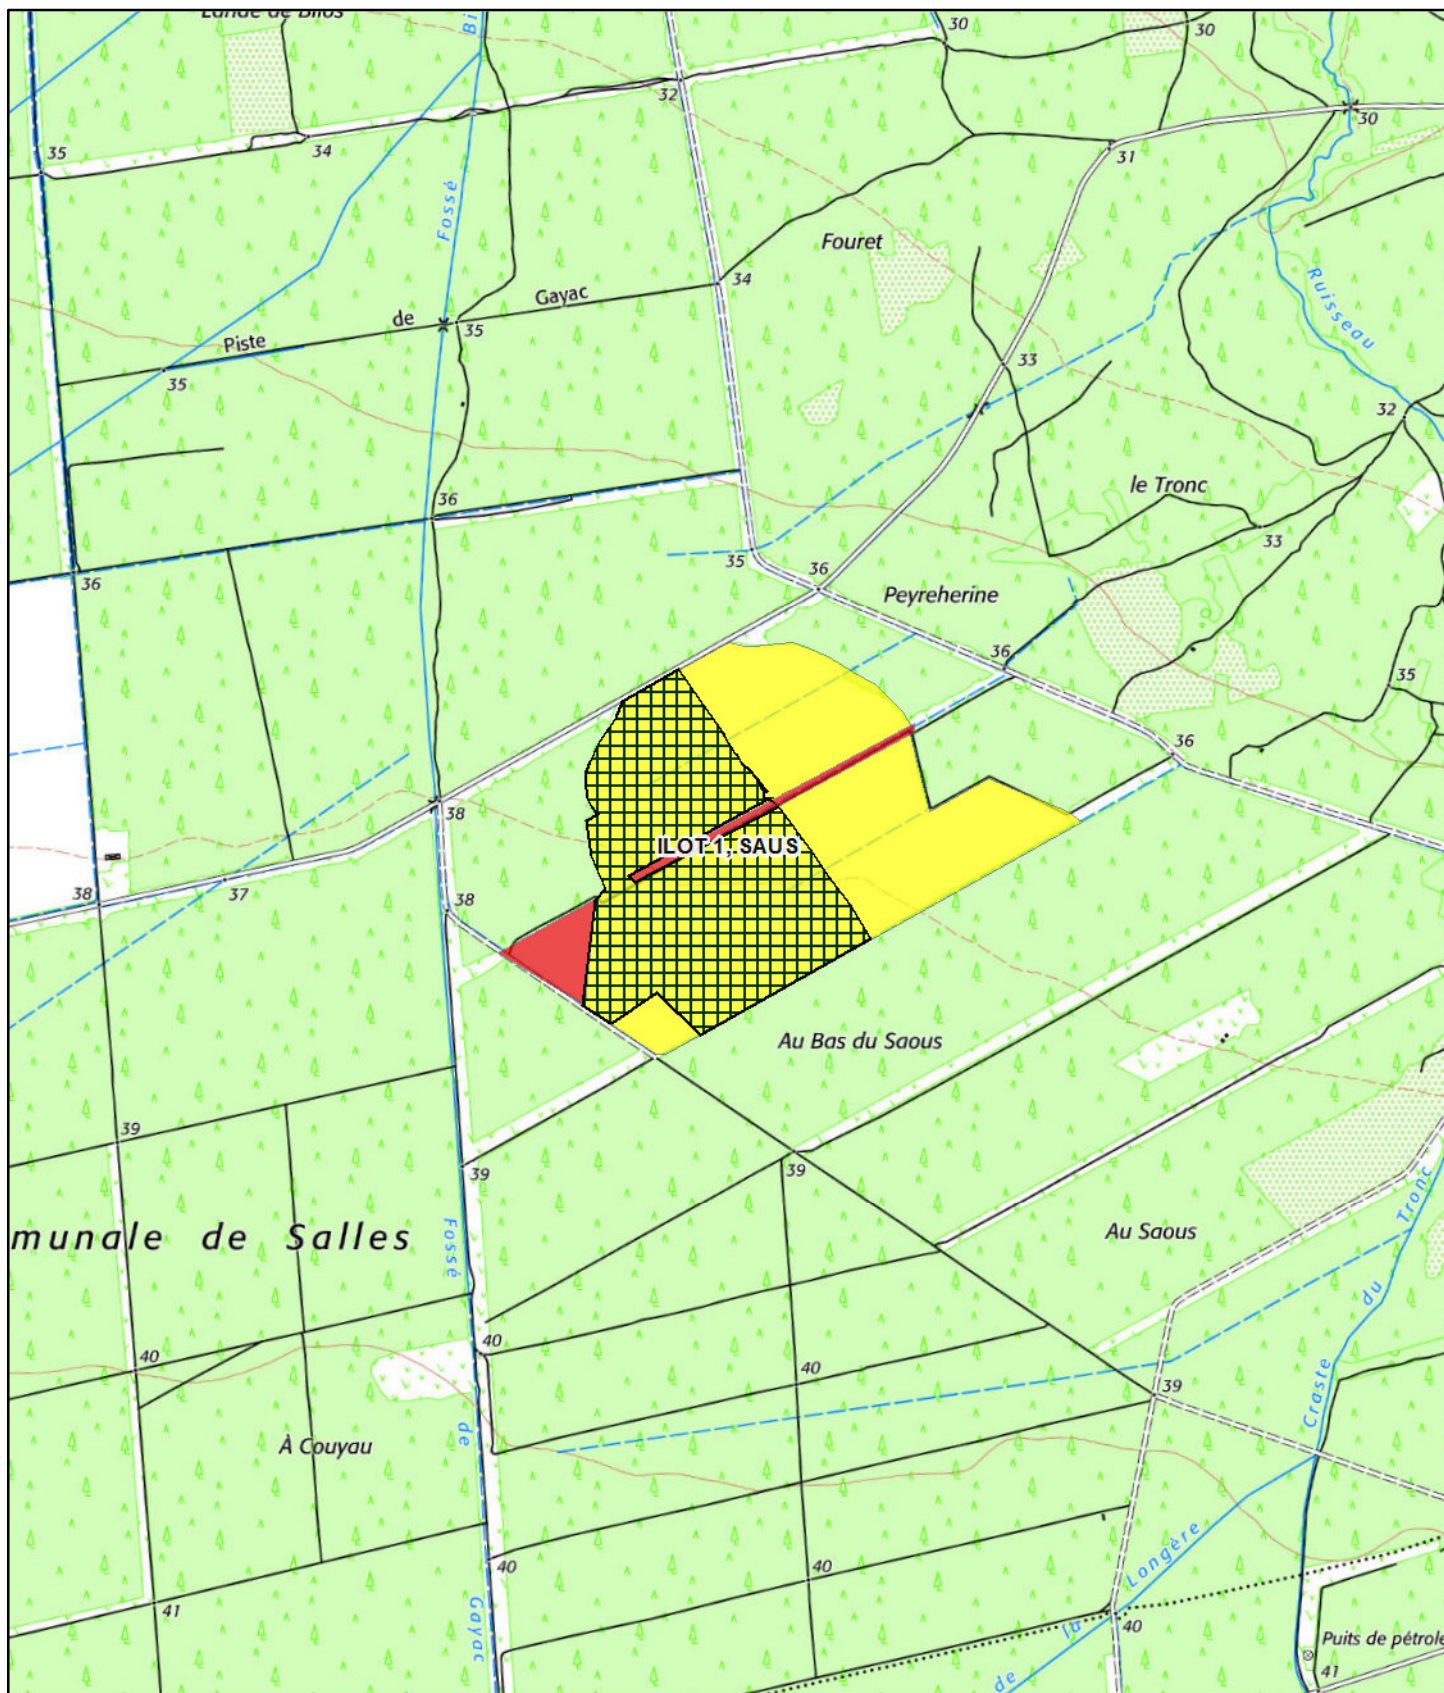 Lande de Bilos
Bi
30
30
32
30
35
34
31
Fossé
Fouret
34
Ruisseau
Gayac
de
35
Piste
35
33
32
36
le Tronc
33
35
36
36
Peyreherine
36
35
36
38
ILOT 1, SAUS
38
37
38
Au Bas du Saous
39
39
39
Tronc
Fossé
munale de Salles
Au Saous
du
40
40
40
39
Craste
de
À Couyau
40
40
Longère
41
Gayac
la
40
Puits de pétrole
de
41